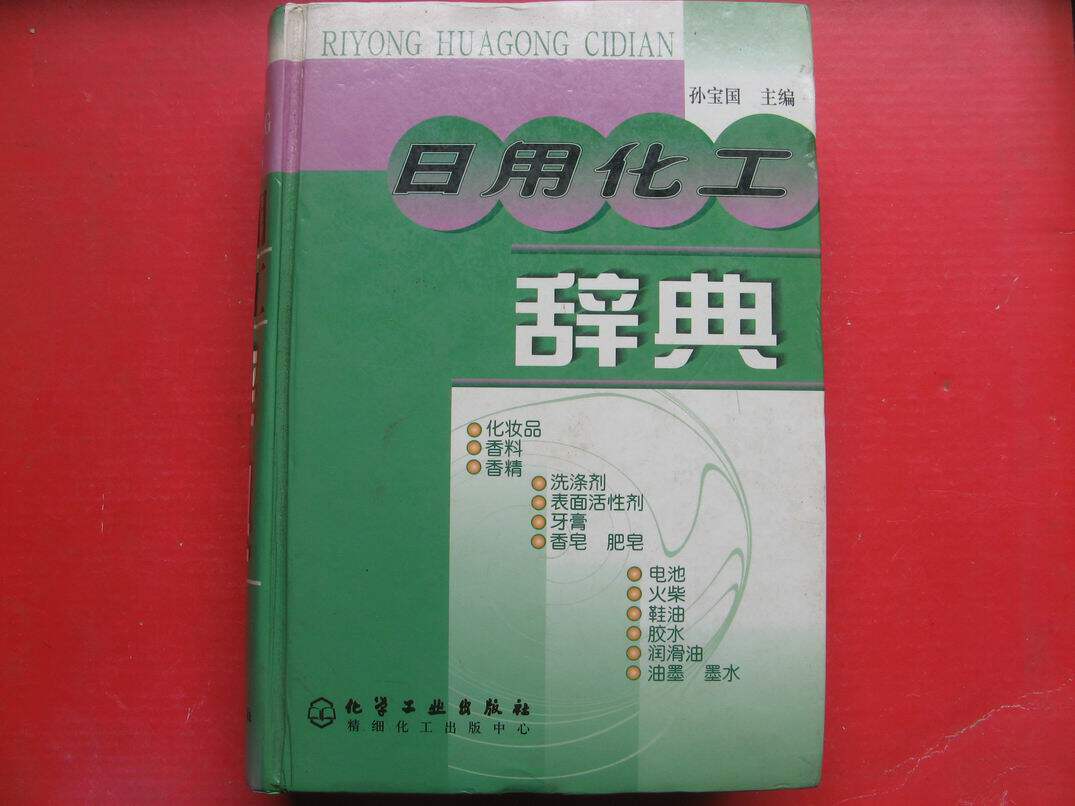 RIYONG HUAGONG CIDIAN
孙宝国 主编
日用化工
辞典
化妆品
香料
香精
洗涤剂
表面活性剂
牙膏
香皂 肥皂
电池
火柴
鞋油
胶水
润滑油
油墨 墨水
化学工业出版社
精细化工出版中心